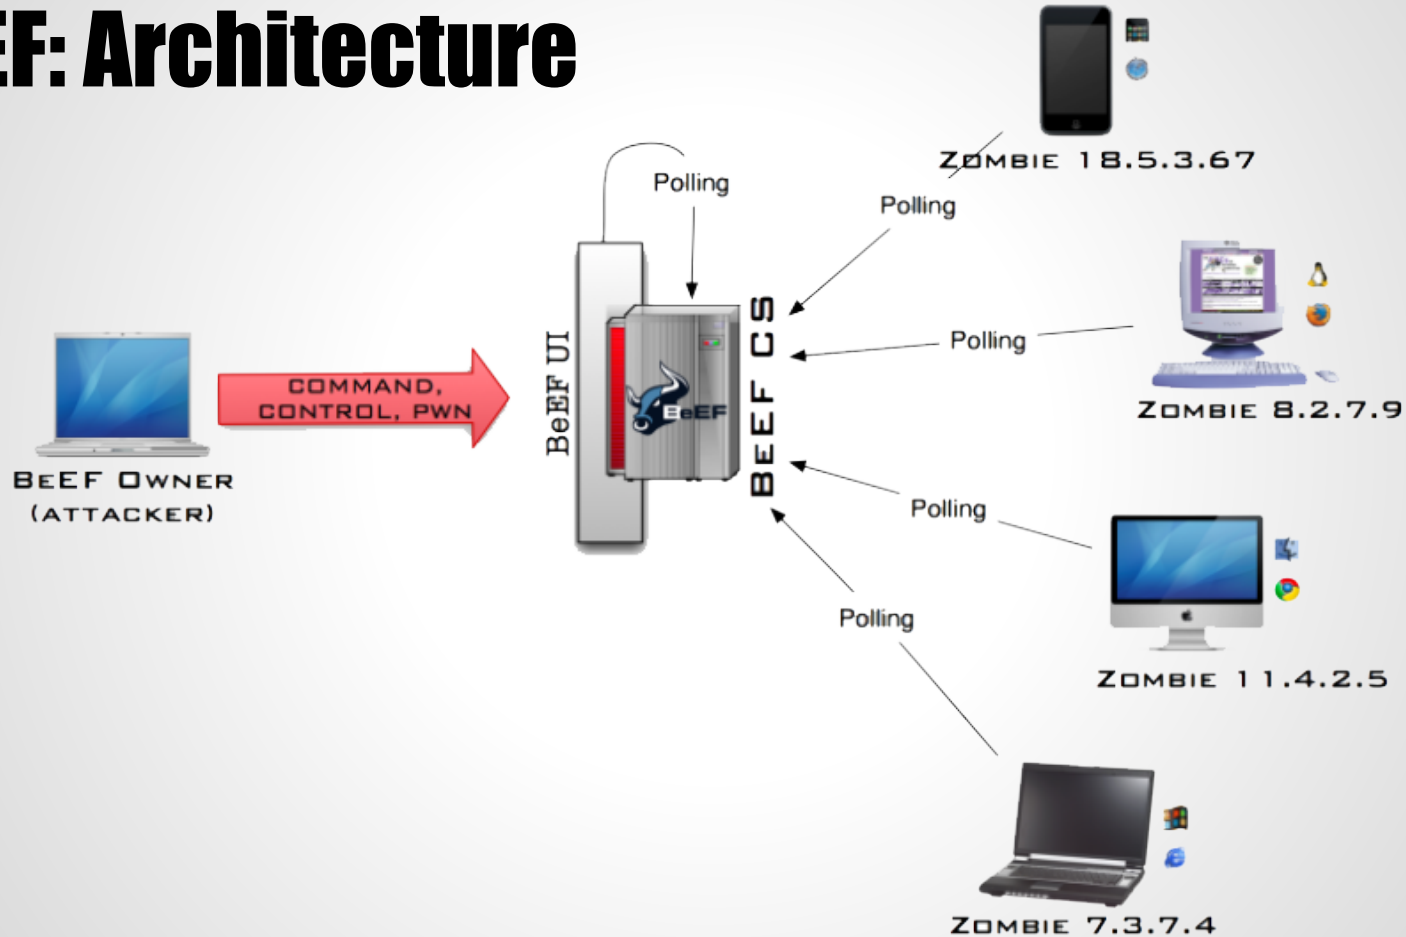 EF: Architecture
Polling
ZOMBIE 18.5.3.67
Polling
Polling
ZOMBIE 8.2.7.9
COMMAND,
CONTROL, PWN
BeEF UI
BeEF
BEEF CS
BEEF OWNER
(ATTACKER)
Polling
ZOMBIE 11.4.2.5
Polling
ZOMBIE 7.3.7.4